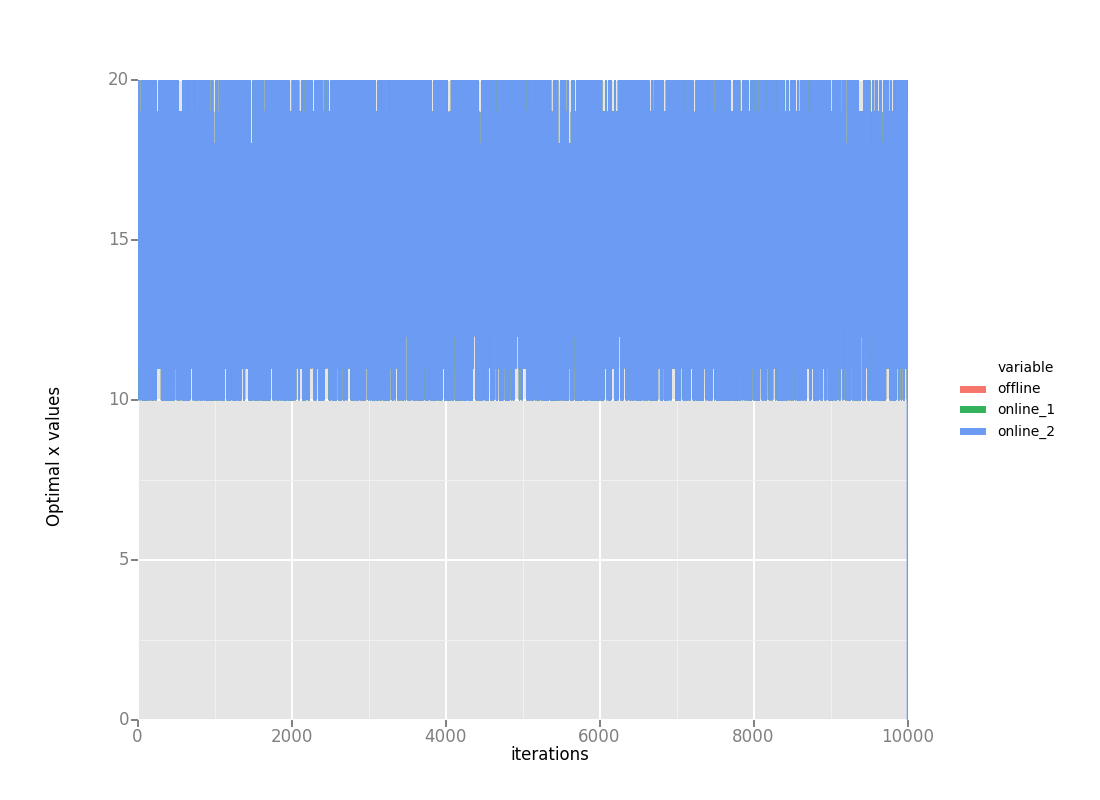 20
15
10
5
0
Optimal x values
0 2000 4000 6000 8000 10000
iterations
variable
offline
online_1
online_2